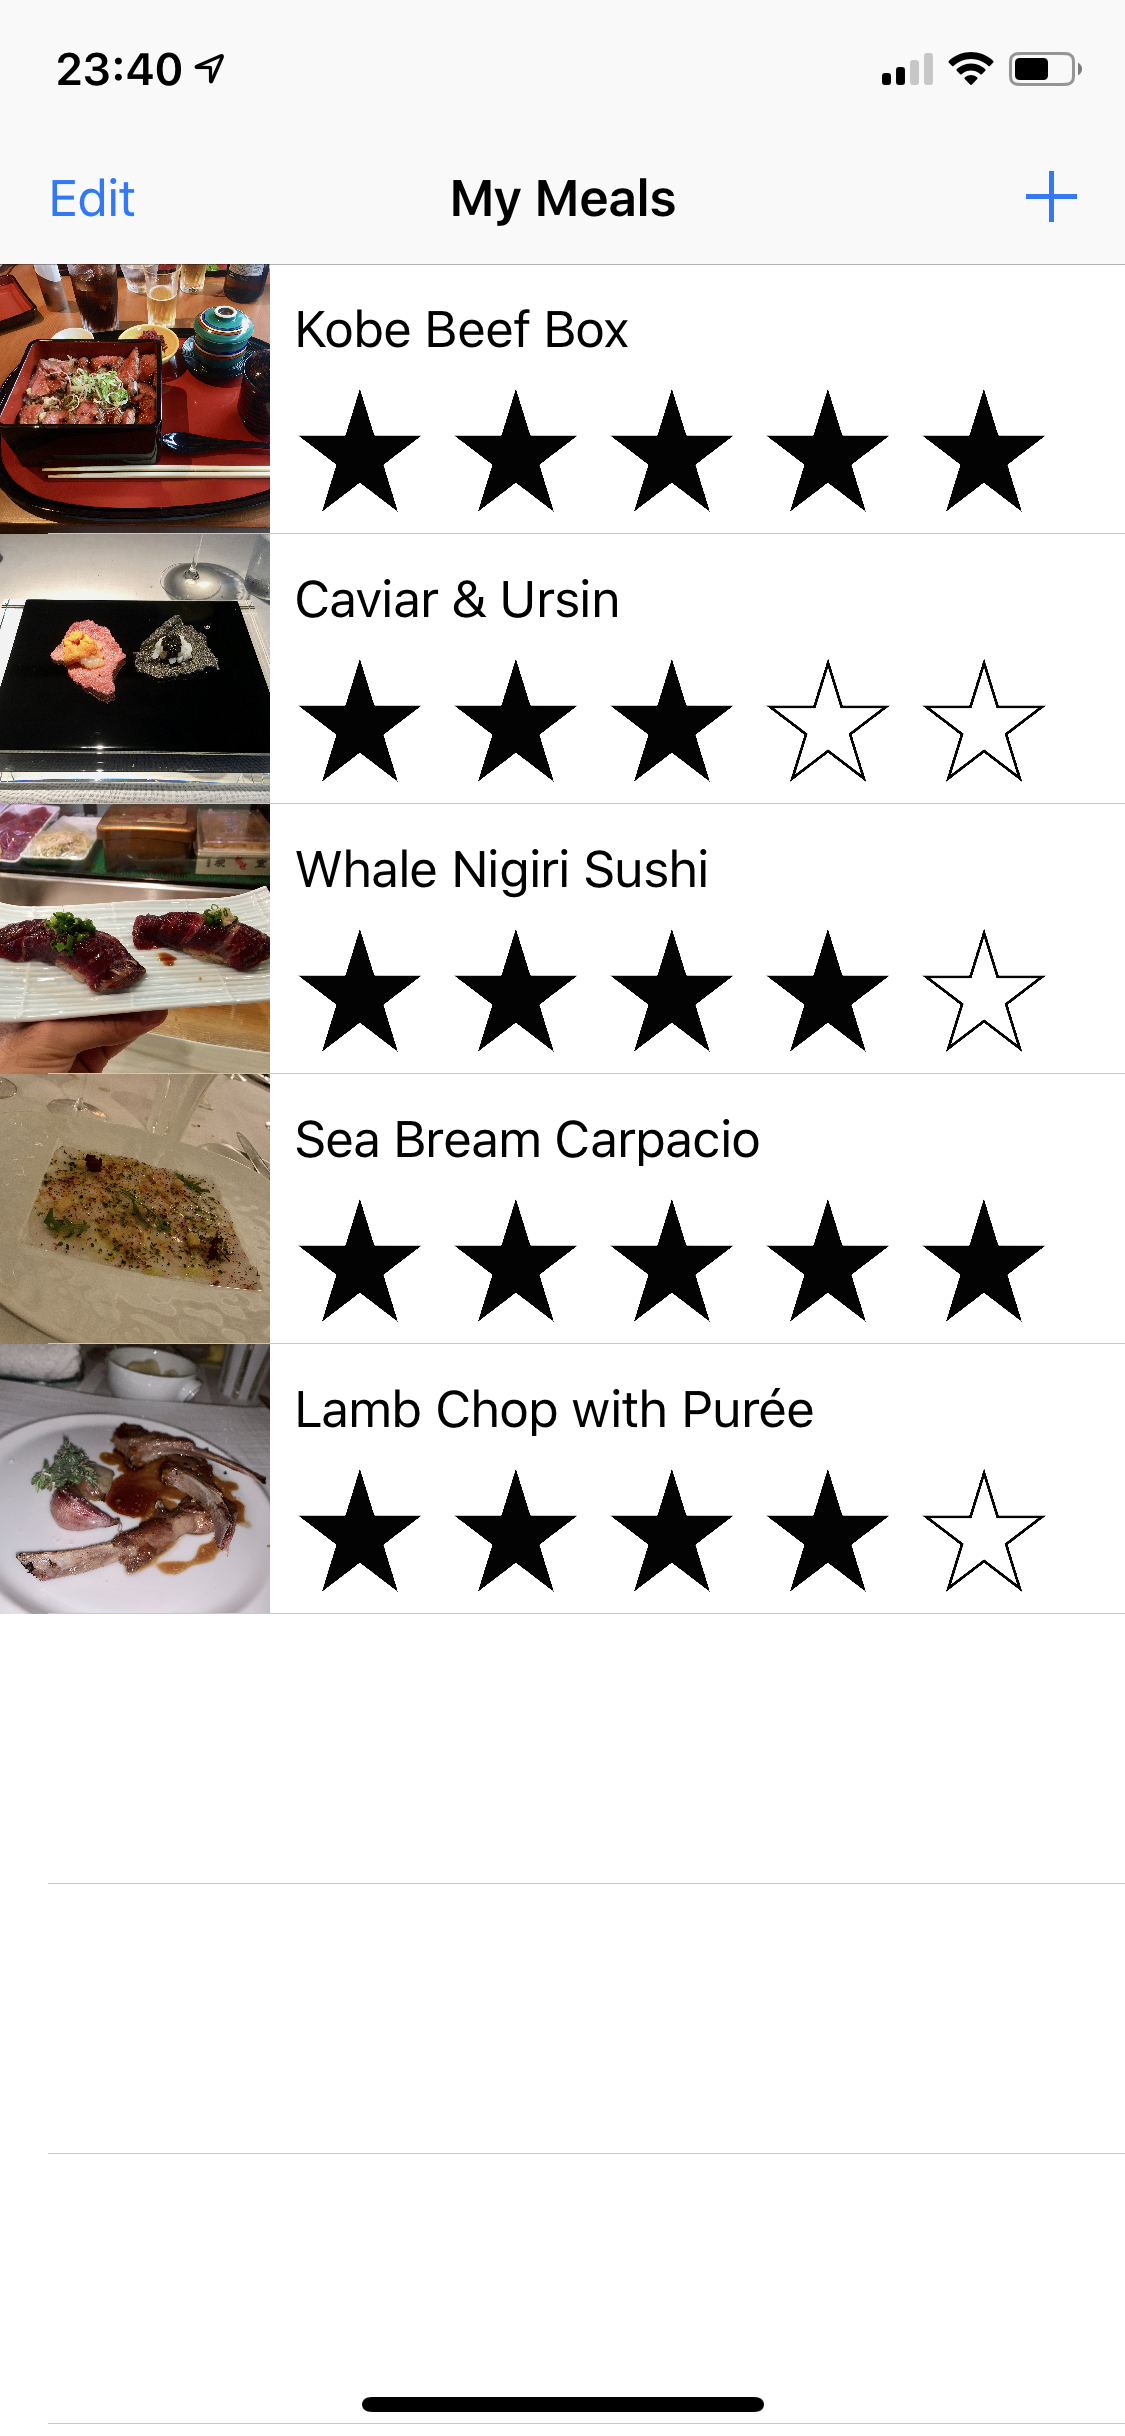 23:40
Edit My Meals +
Kobe Beef Box
Caviar & Ursin
Whale Nigiri Sushi
Sea Bream Carpacio
Lamb Chop with Purée